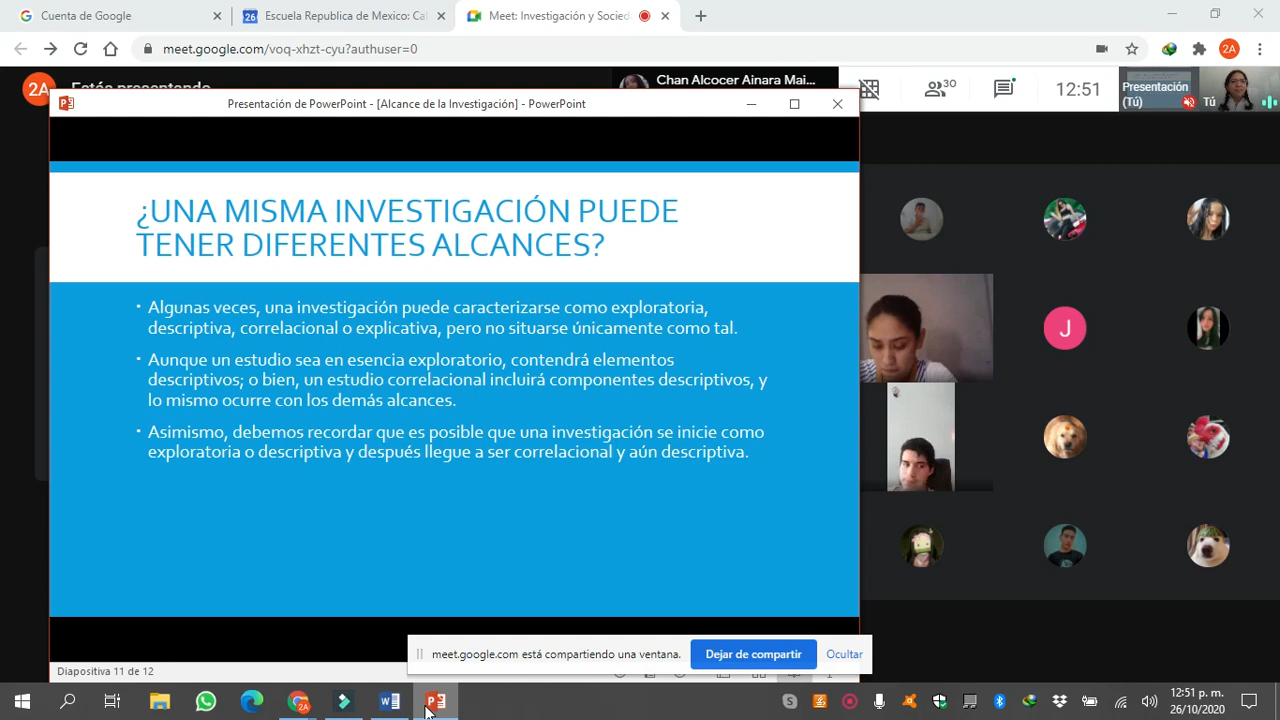 Cuenta de Google
Escuela Republica de Mexico: Cal
Meet: Investigación y Socied
meet.google.com/voq-xhzt-cyu?authuser=0
2A
2A
Estás presentando
Chan Alcocer Ainara Mai...
30
12:51
Presentación
(Tú)
Tú
Presentación de PowerPoint - [Alcance de la Investigación] - PowerPoint
¿UNA MISMA INVESTIGACIÓN PUEDE
TENER DIFERENTES ALCANCES?
• Algunas veces, una investigación puede caracterizarse como exploratoria,
descriptiva, correlacional o explicativa, pero no situarse únicamente como tal.
• Aunque un estudio sea en esencia exploratorio, contendrá elementos
descriptivos; o bien, un estudio correlacional incluirá componentes descriptivos, y
lo mismo ocurre con los demás alcances.
• Asimismo, debemos recordar que es posible que una investigación se inicie como
exploratoria o descriptiva y después llegue a ser correlacional y aún descriptiva.
J
meet.google.com está compartiendo una ventana.
Dejar de compartir
Ocultar
Diapositiva 11 de 12
12:51 p. m.
26/10/2020